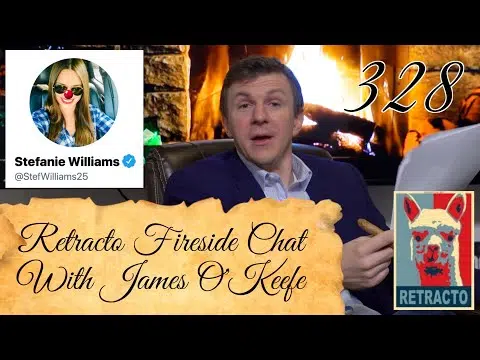 328
Stefanie Williams
@StefWilliams25
Retracto Fireside Chat
With James O'Keefe
RETRACTO